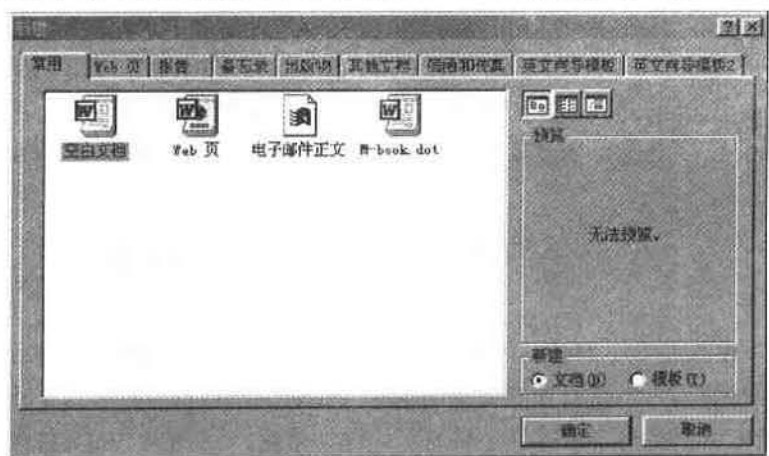 新建
常用 Web 页 报告 备忘录 出版物 其他文档 信函和传真 英文向导模板 英文向导模板2
空白文档 Web 页 电子邮件正文 M-book.dot
预览
无法预览。
新建
文档(D) 模板(T)
确定 取消